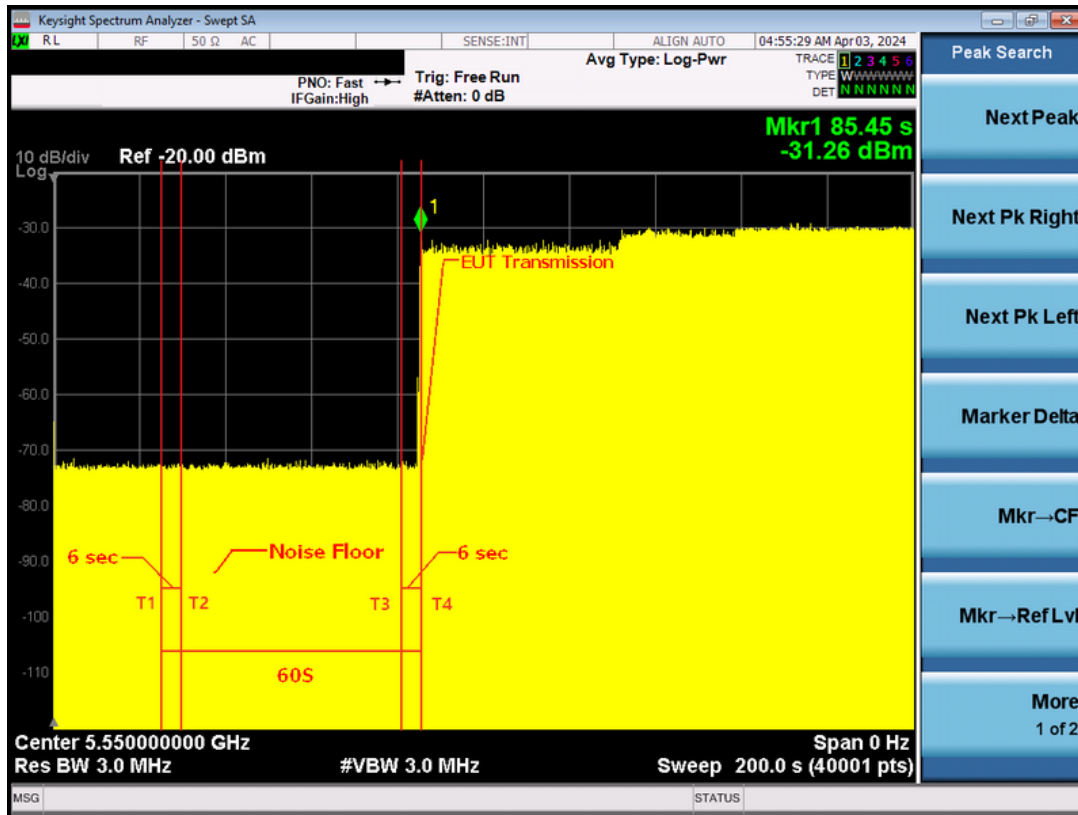 Keysight Spectrum Analyzer - Swept SA
LXI RL RF 50 Ω AC SENSE:INT ALIGN AUTO 04:55:29 AM Apr 03, 2024
PNO: Fast
IFGain:High
Trig: Free Run
#Atten: 0 dB
Avg Type: Log-Pwr
TRACE 1 2 3 4 5 6
TYPE WWWWWW
DET N N N N N N
Mkr1 85.45 s
-31.26 dBm
10 dB/div Ref -20.00 dBm
Log
1
-30.0
EUT Transmission
-40.0
-50.0
-60.0
-70.0
-80.0
-90.0
6 sec Noise Floor 6 sec
T1 T2 T3 T4
-100
-110
60S
Center 5.550000000 GHz Span 0 Hz
Res BW 3.0 MHz #VBW 3.0 MHz Sweep 200.0 s (40001 pts)
MSG STATUS
Peak Search
Next Peak
Next Pk Right
Next Pk Left
Marker Delta
Mkr→CF
Mkr→Ref Lvl
More
1 of 2